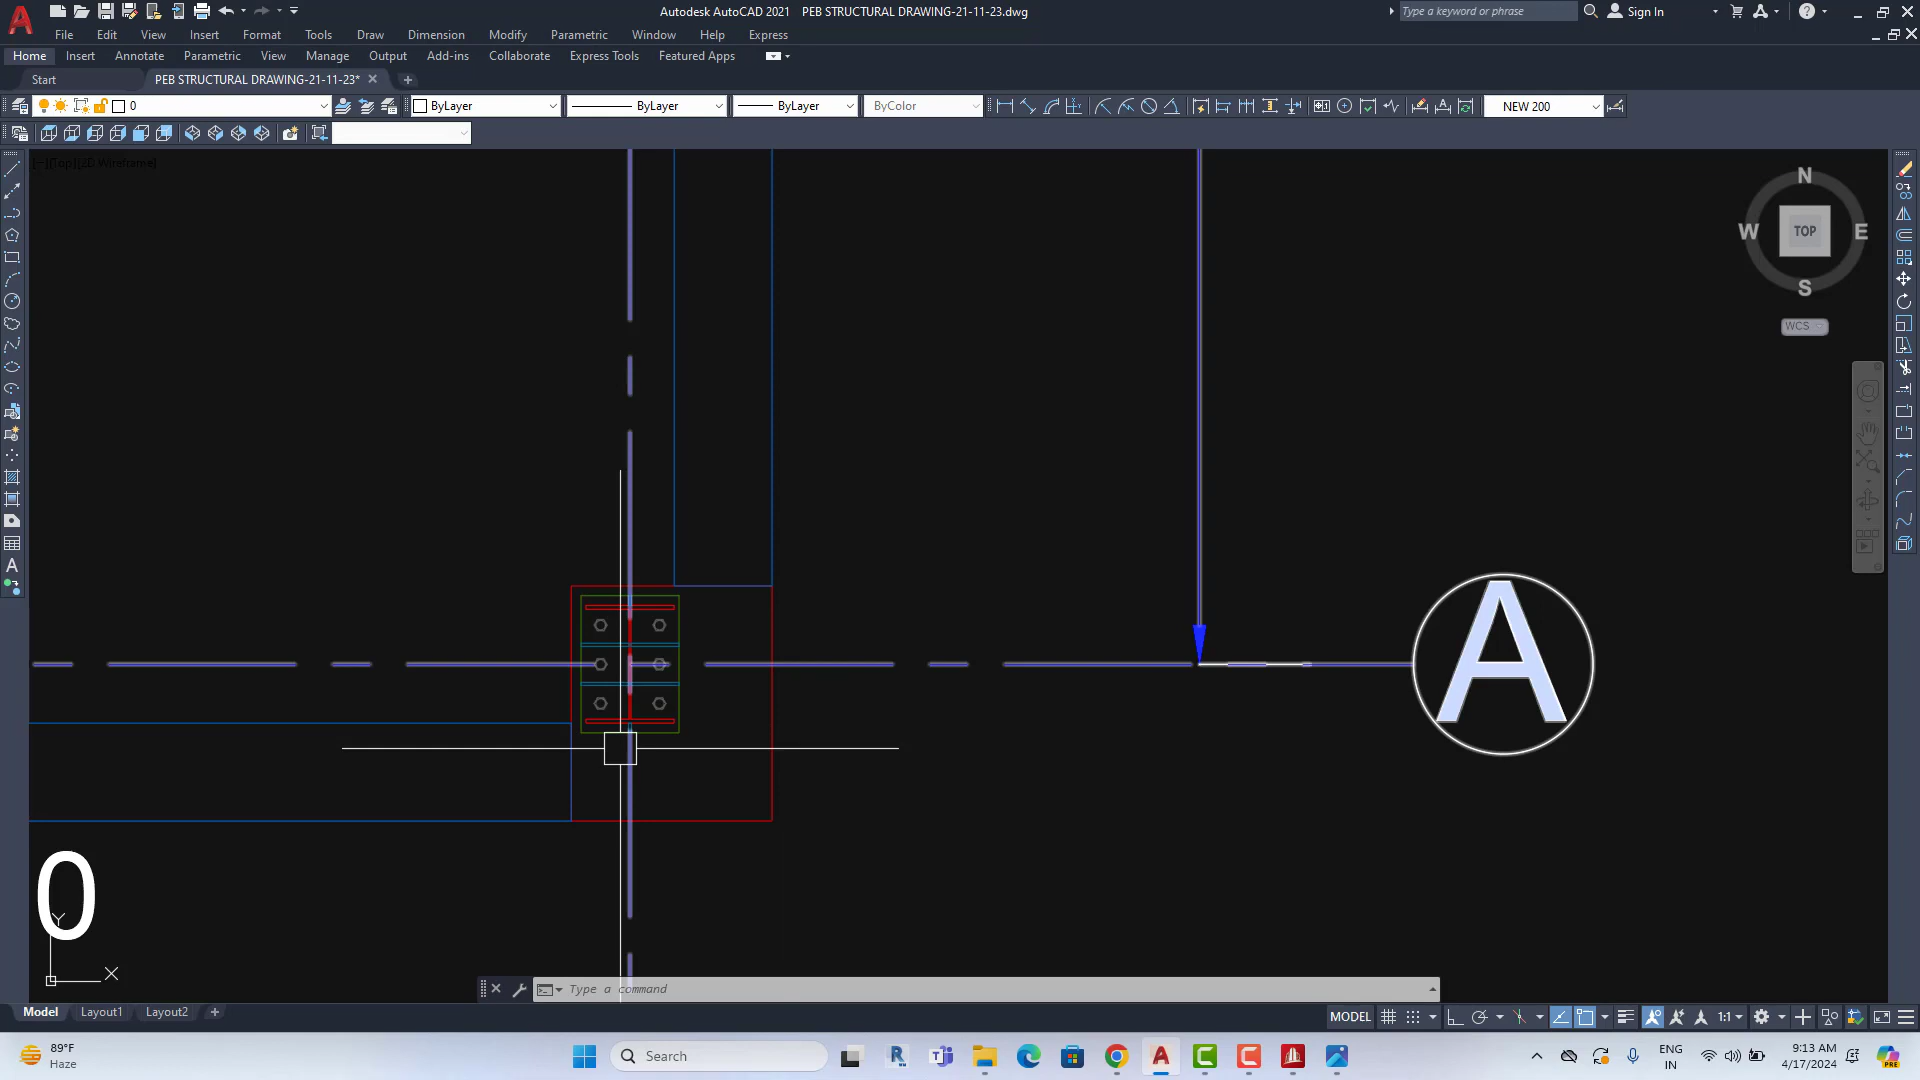 Autodesk AutoCAD 2021 PEB STRUCTURAL DRAWING-21-11-23.dwg
Type a keyword or phrase
Sign In
File Edit View Insert Format Tools Draw Dimension Modify Parametric Window Help Express
Home Insert Annotate Parametric View Manage Output Collaborate Add-ins Express Tools Featured Apps
Start
PEB STRUCTURAL DRAWING-21-11-23*
0
ByLayer
ByLayer
ByLayer
ByColor
NEW 200
[−][Top][2D Wireframe]
N
W
TOP
E
S
WCS
A
0
Y
X
Type a command
Model Layout1 Layout2
MODEL
1:1
89°F
Haze
Search
ENG
IN
9:13 AM
4/17/2024
PRE